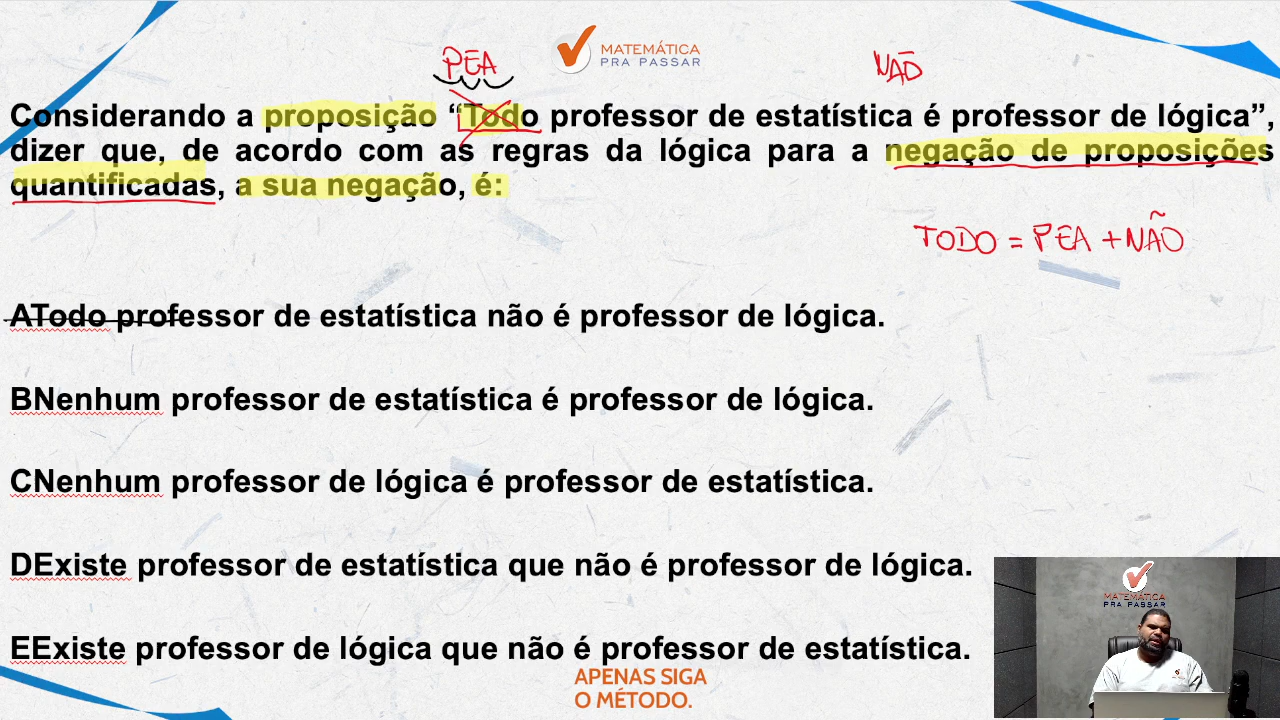 MATEMÁTICA
PRA PASSAR
PEA
NÃO
Considerando a proposição “Todo professor de estatística é professor de lógica”,
dizer que, de acordo com as regras da lógica para a negação de proposições
quantificadas, a sua negação, é:
TODO = PEA + NÃO
ATodo professor de estatística não é professor de lógica.
BNenhum professor de estatística é professor de lógica.
CNenhum professor de lógica é professor de estatística.
DExiste professor de estatística que não é professor de lógica.
EExiste professor de lógica que não é professor de estatística.
MATEMÁTICA
PRA PASSAR
APENAS SIGA
O MÉTODO.